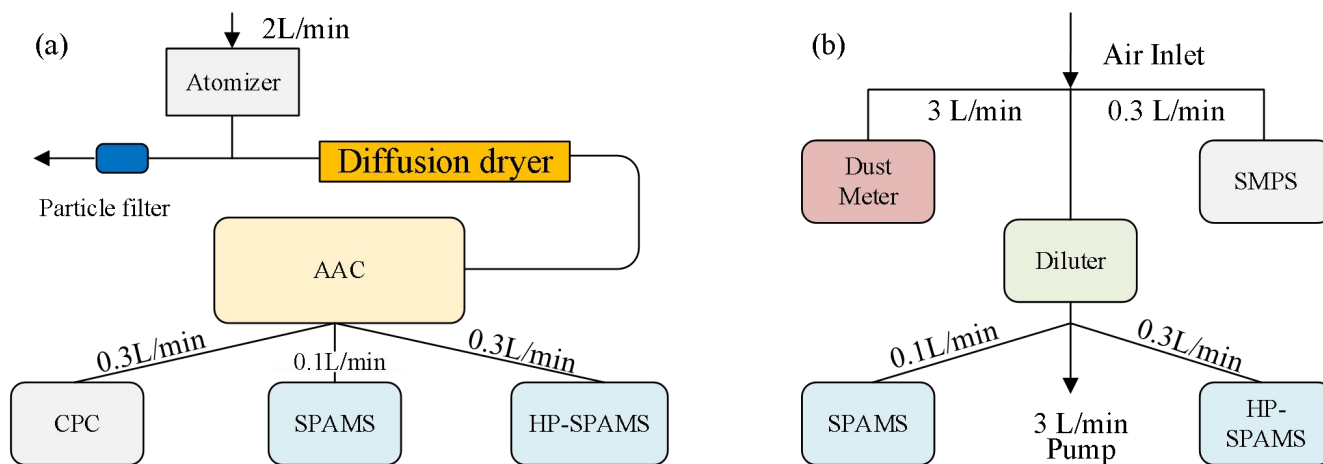 (a)
2L/min
Atomizer
Diffusion dryer
Particle filter
AAC
0.3L/min
0.1L/min
0.3L/min
CPC
SPAMS
HP-SPAMS
(b)
Air Inlet
3 L/min
0.3 L/min
Dust
Meter
SMPS
Diluter
0.1L/min
0.3L/min
SPAMS
3 L/min
Pump
HP-
SPAMS